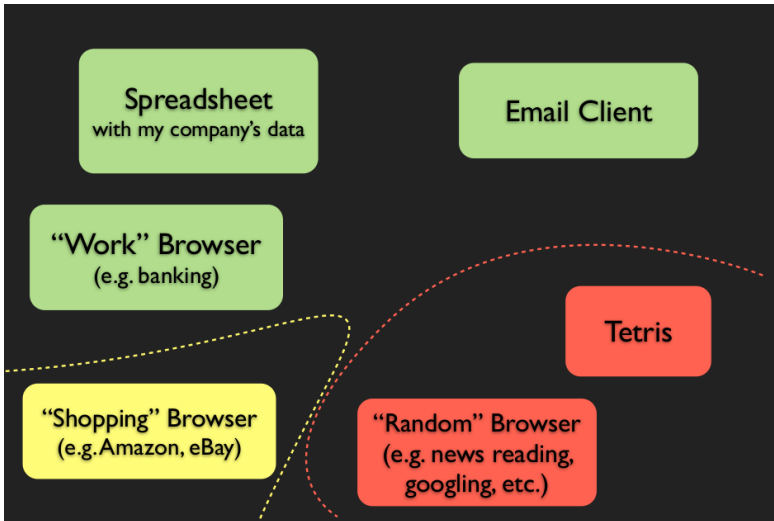 Spreadsheet
with my company's data
Email Client
“Work” Browser
(e.g. banking)
Tetris
“Shopping” Browser
(e.g. Amazon, eBay)
“Random” Browser
(e.g. news reading,
googling, etc.)